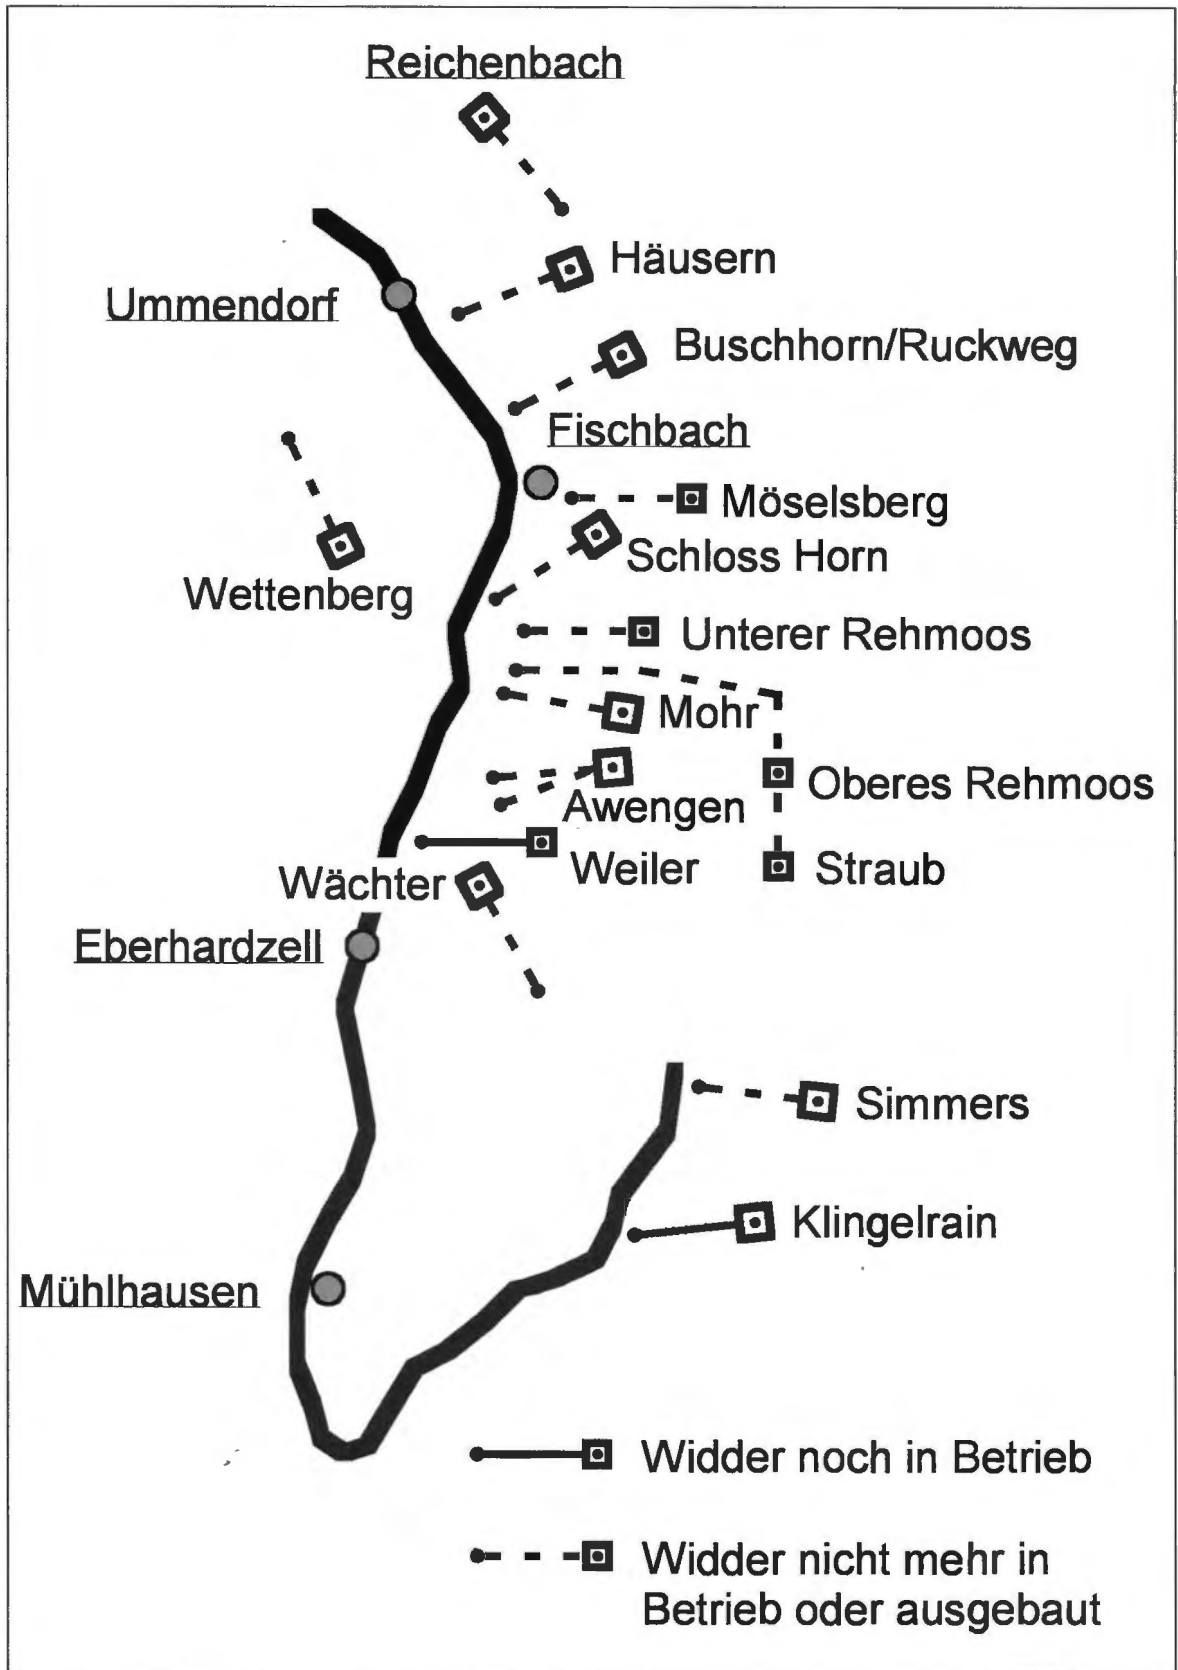 Reichenbach
Häusern
Ummendorf
Buschhorn/Ruckweg
Fischbach
Möselsberg
Schloss Horn
Wettenberg
Unterer Rehmoos
Mohr
Oberes Rehmoos
Awengen
Weiler
Straub
Wächter
Eberhardzell
Simmers
Klingelrain
Mühlhausen
Widder noch in Betrieb
Widder nicht mehr in
Betrieb oder ausgebaut